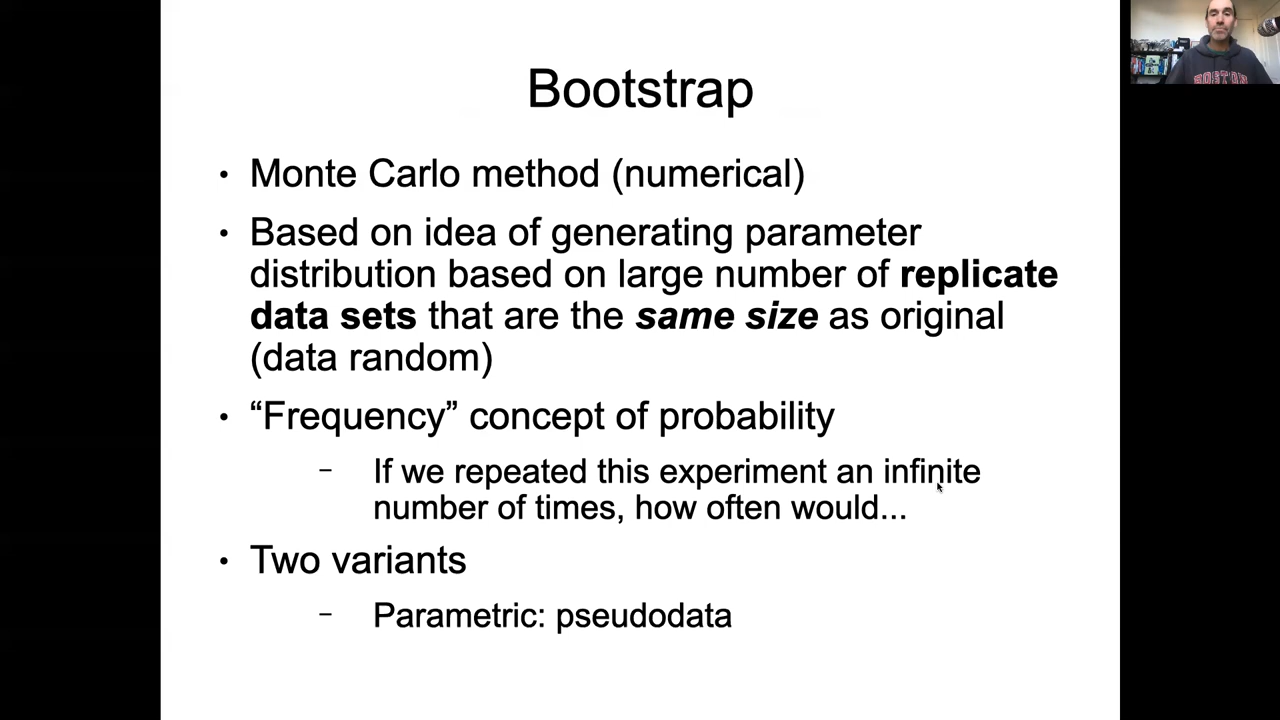 Bootstrap
• Monte Carlo method (numerical)
• Based on idea of generating parameter
distribution based on large number of replicate
data sets that are the same size as original
(data random)
• “Frequency” concept of probability
– If we repeated this experiment an infinite
number of times, how often would...
• Two variants
– Parametric: pseudodata
BOSTON